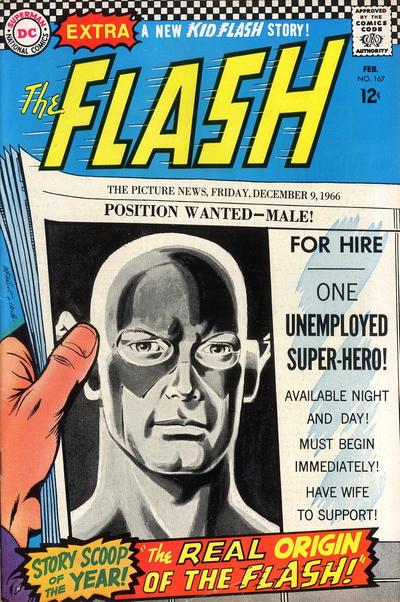 SUPERMAN
DC
NATIONAL COMICS
EXTRA A NEW KID FLASH STORY!
APPROVED
BY THE
COMICS
CODE
AUTHORITY
The FLASH
FEB.
NO. 167
12¢
THE PICTURE NEWS, FRIDAY, DECEMBER 9, 1966
POSITION WANTED—MALE!
FOR HIRE
ONE
UNEMPLOYED
SUPER-HERO!
AVAILABLE NIGHT
AND DAY!
MUST BEGIN
IMMEDIATELY!
HAVE WIFE
TO SUPPORT!
STORY SCOOP
OF THE YEAR!
"The REAL ORIGIN
OF THE FLASH!"